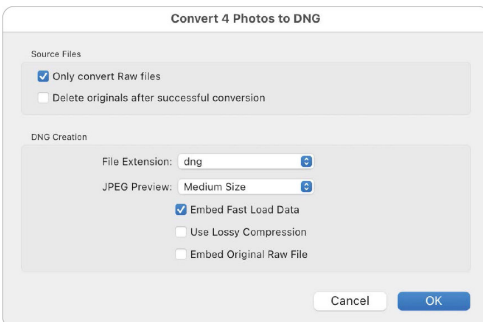 Convert 4 Photos to DNG
Source Files
Only convert Raw files
Delete originals after successful conversion
DNG Creation
File Extension: dng
JPEG Preview: Medium Size
Embed Fast Load Data
Use Lossy Compression
Embed Original Raw File
Cancel OK